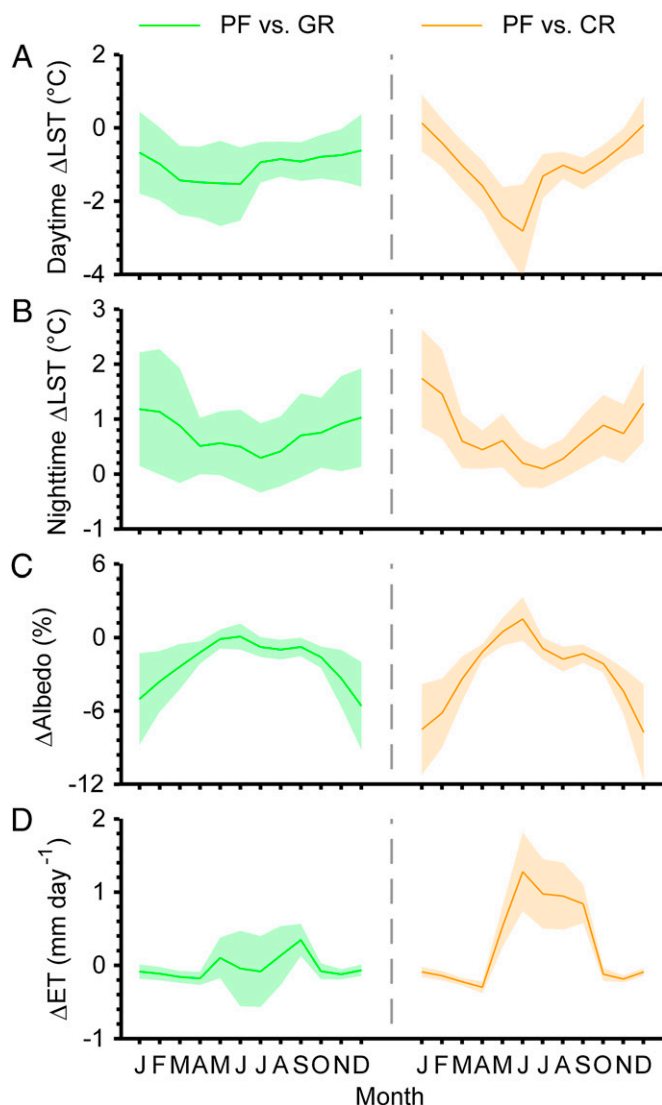 PF vs. GR PF vs. CR
A
Daytime ΔLST (°C)
2
0
-2
-4
B
Nighttime ΔLST (°C)
3
2
1
0
-1
C
ΔAlbedo (%)
6
0
-6
-12
D
ΔET (mm day⁻¹)
2
1
0
-1
J F M A M J J A S O N D J F M A M J J A S O N D
Month